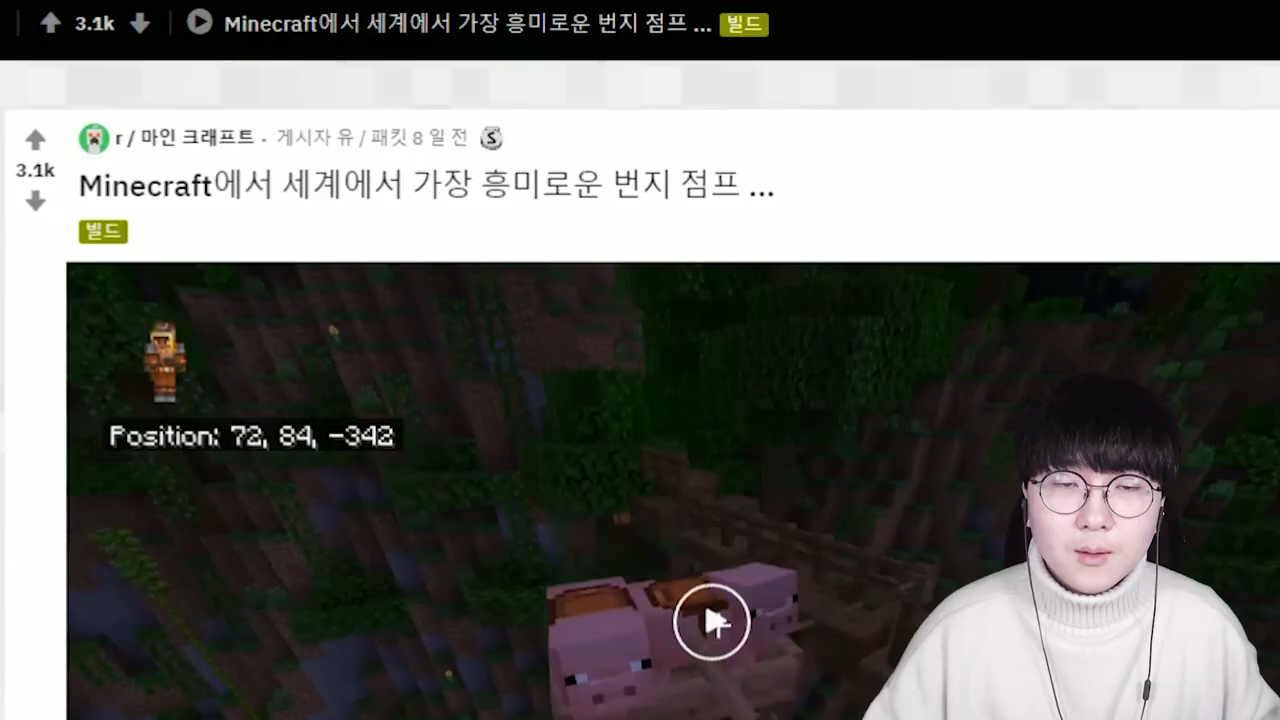 3.1k Minecraft에서 세계에서 가장 흥미로운 번지 점프 ... 빌드
r / 마인 크래프트 · 게시자 유 / 패킷 8 일 전 S
3.1k
Minecraft에서 세계에서 가장 흥미로운 번지 점프 ...
빌드
Position: 72, 84, -342